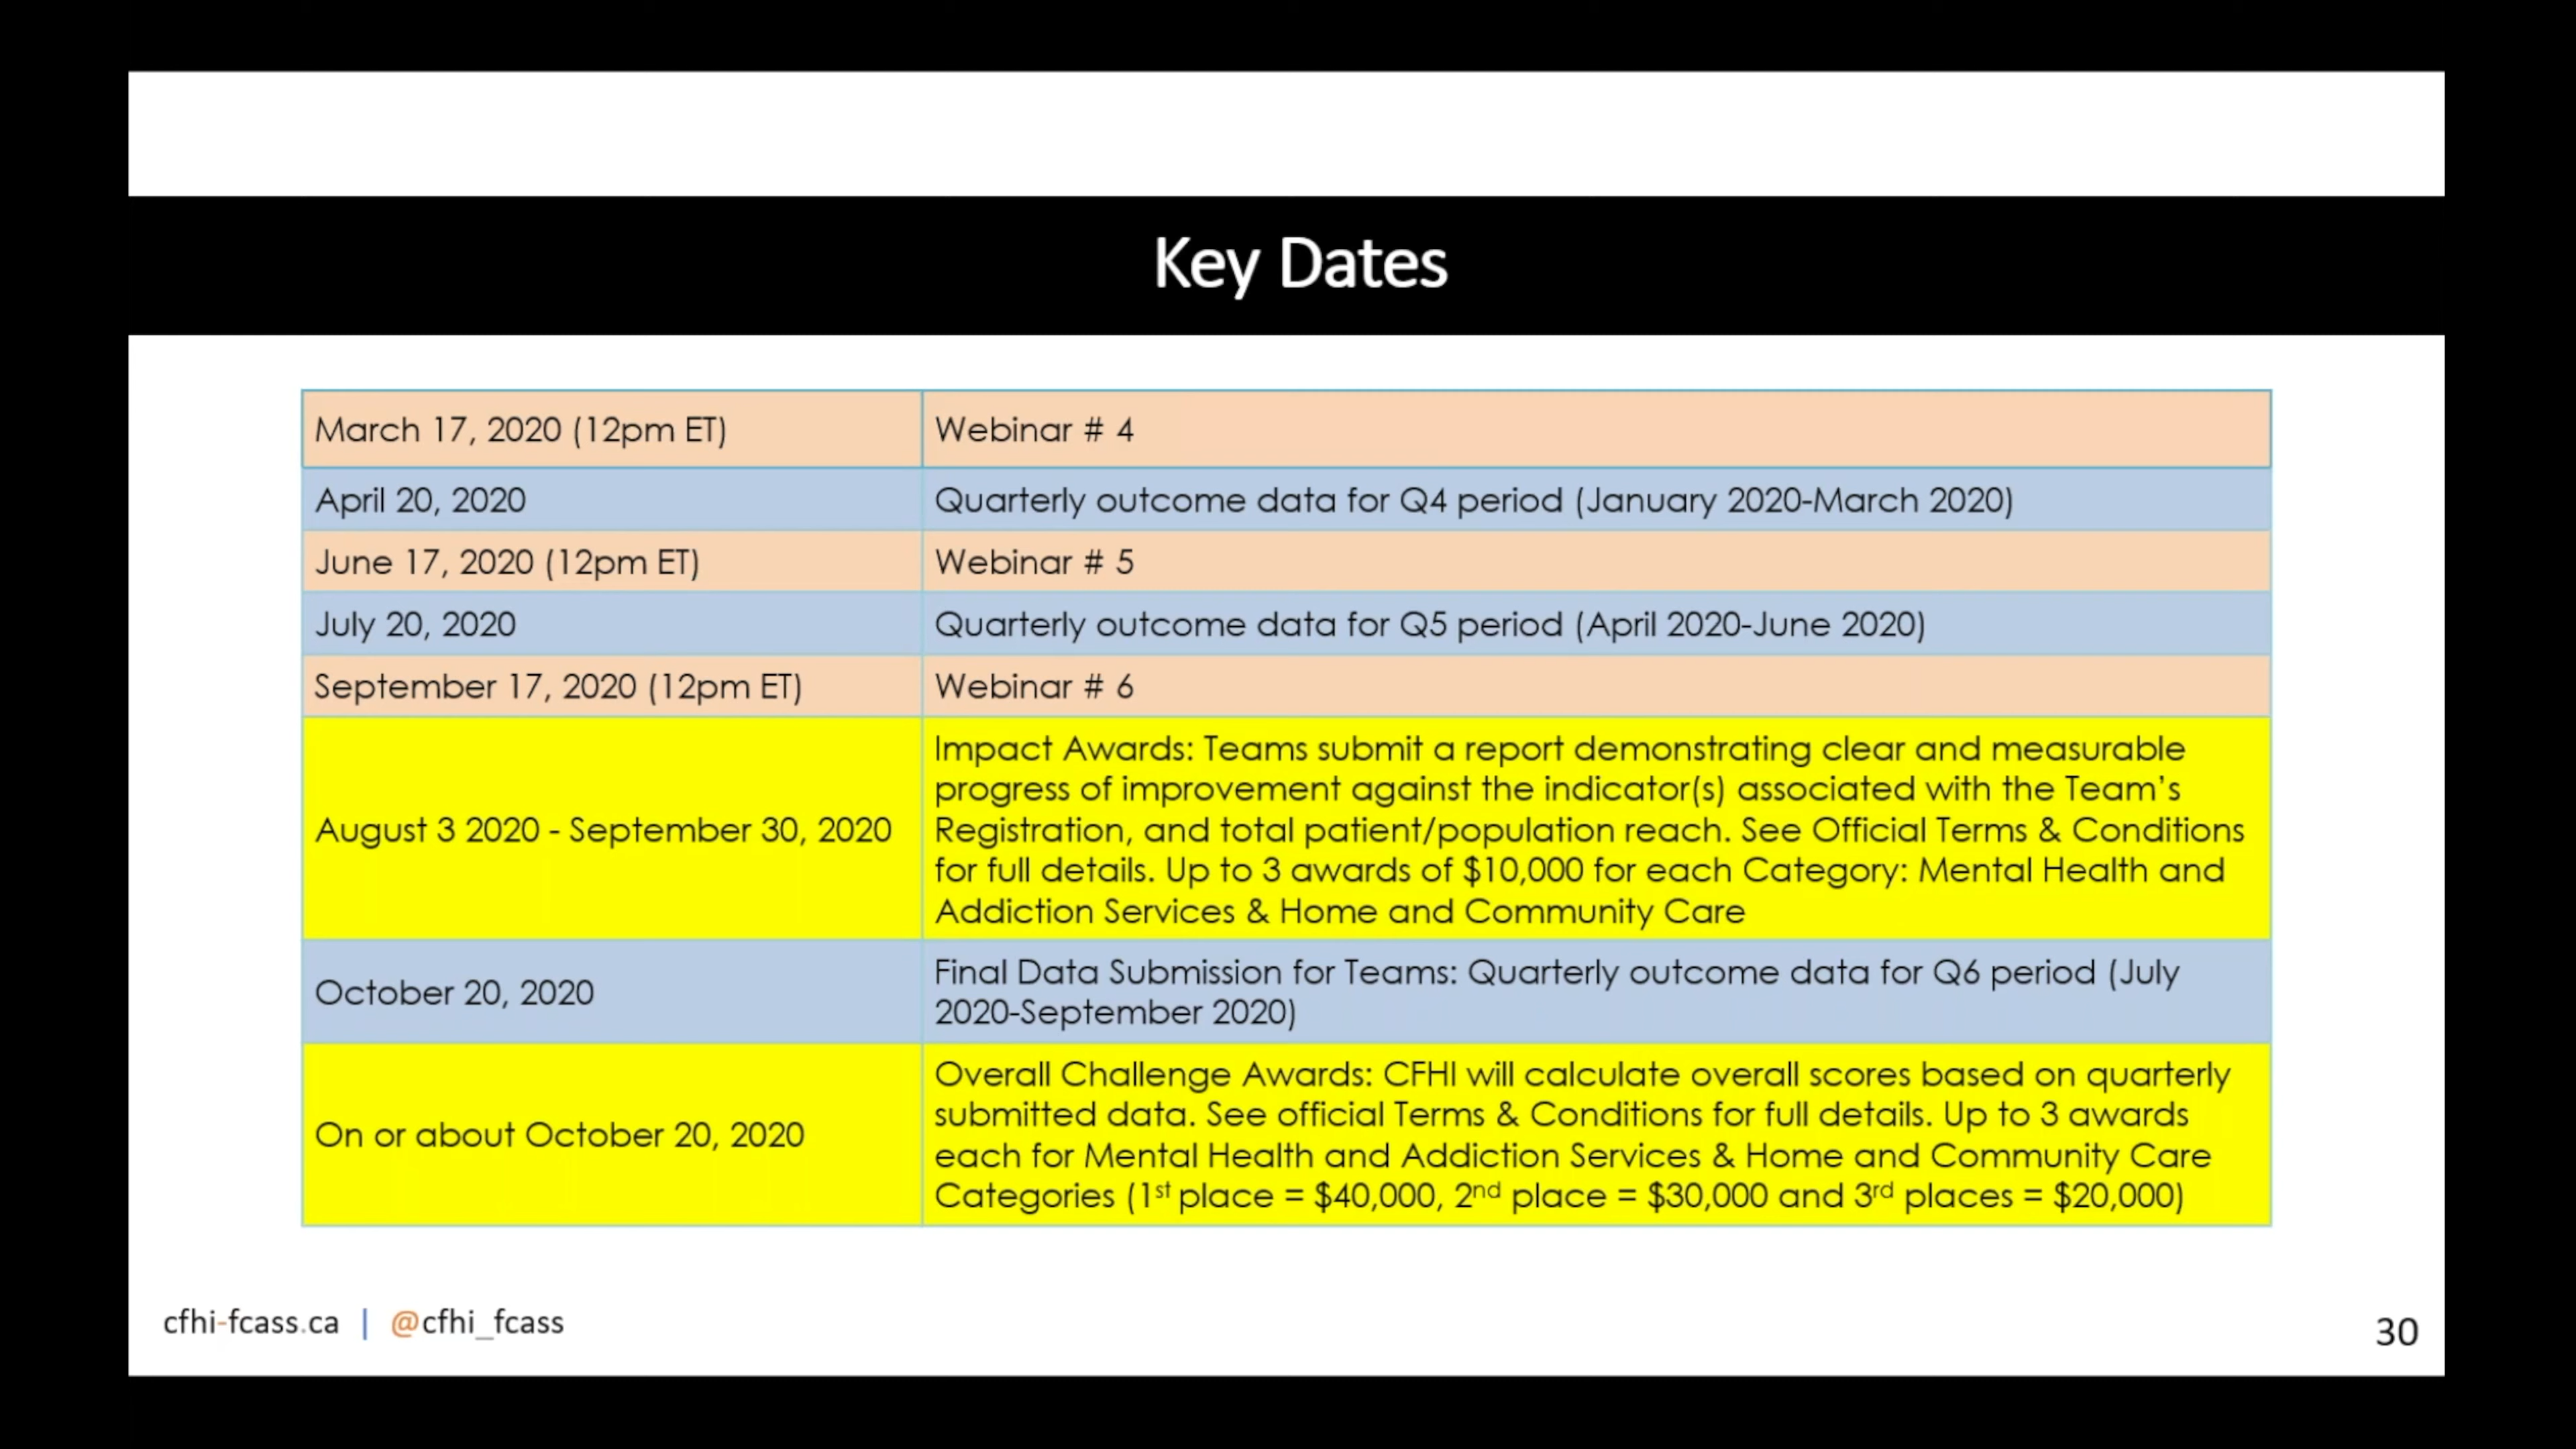 Key Dates
March 17, 2020 (12pm ET)
Webinar # 4
April 20, 2020
Quarterly outcome data for Q4 period (January 2020-March 2020)
June 17, 2020 (12pm ET)
Webinar # 5
July 20, 2020
Quarterly outcome data for Q5 period (April 2020-June 2020)
September 17, 2020 (12pm ET)
Webinar # 6
August 3 2020 - September 30, 2020
Impact Awards: Teams submit a report demonstrating clear and measurable
progress of improvement against the indicator(s) associated with the Team’s
Registration, and total patient/population reach. See Official Terms & Conditions
for full details. Up to 3 awards of $10,000 for each Category: Mental Health and
Addiction Services & Home and Community Care
October 20, 2020
Final Data Submission for Teams: Quarterly outcome data for Q6 period (July
2020-September 2020)
On or about October 20, 2020
Overall Challenge Awards: CFHI will calculate overall scores based on quarterly
submitted data. See official Terms & Conditions for full details. Up to 3 awards
each for Mental Health and Addiction Services & Home and Community Care
Categories (1st place = $40,000, 2nd place = $30,000 and 3rd places = $20,000)
cfhi-fcass.ca | @cfhi_fcass
30